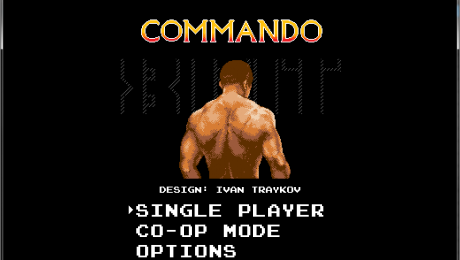 COMMANDO
DESIGN: IVAN TRAYKOV
SINGLE PLAYER
CO-OP MODE
OPTIONS